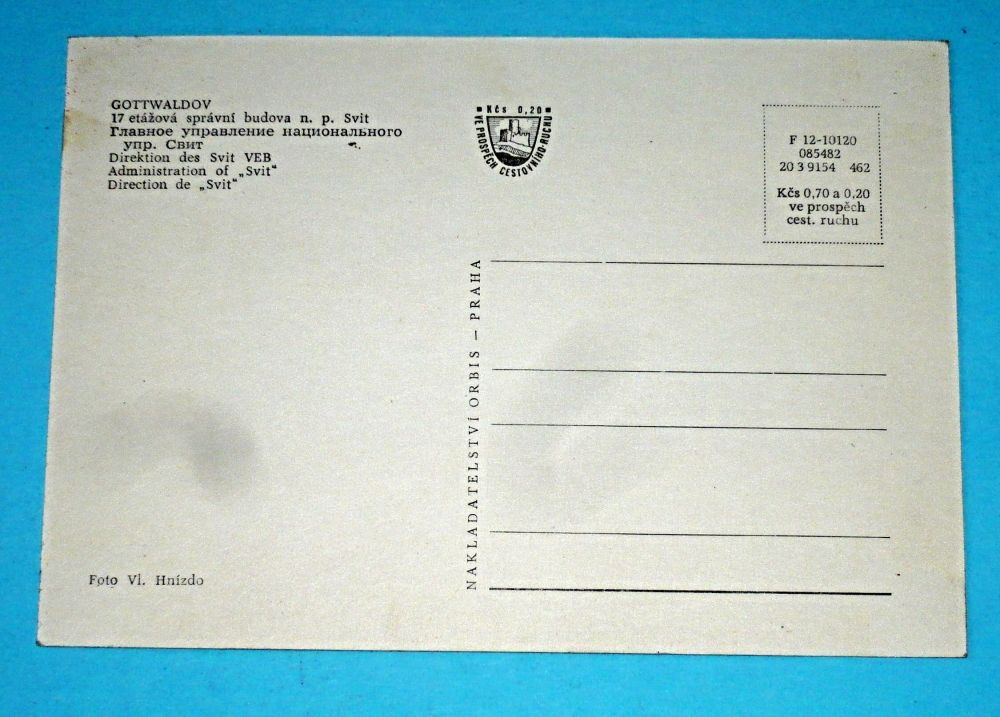 GOTTWALDOV
17 etážová správní budova n. p. Svit
Главное управление национального
упр. Свит
Direktion des Svit VEB
Administration of „Svit“
Direction de „Svit“
Kčs 0,20
VE PROSPĚCH CESTOVNÍHO RUCHU
F 12-10120
085482
20 3 9154 462
Kčs 0,70 a 0,20
ve prospěch
cest. ruchu
NAKLADATELSTVÍ ORBIS – PRAHA
Foto Vl. Hnízdo